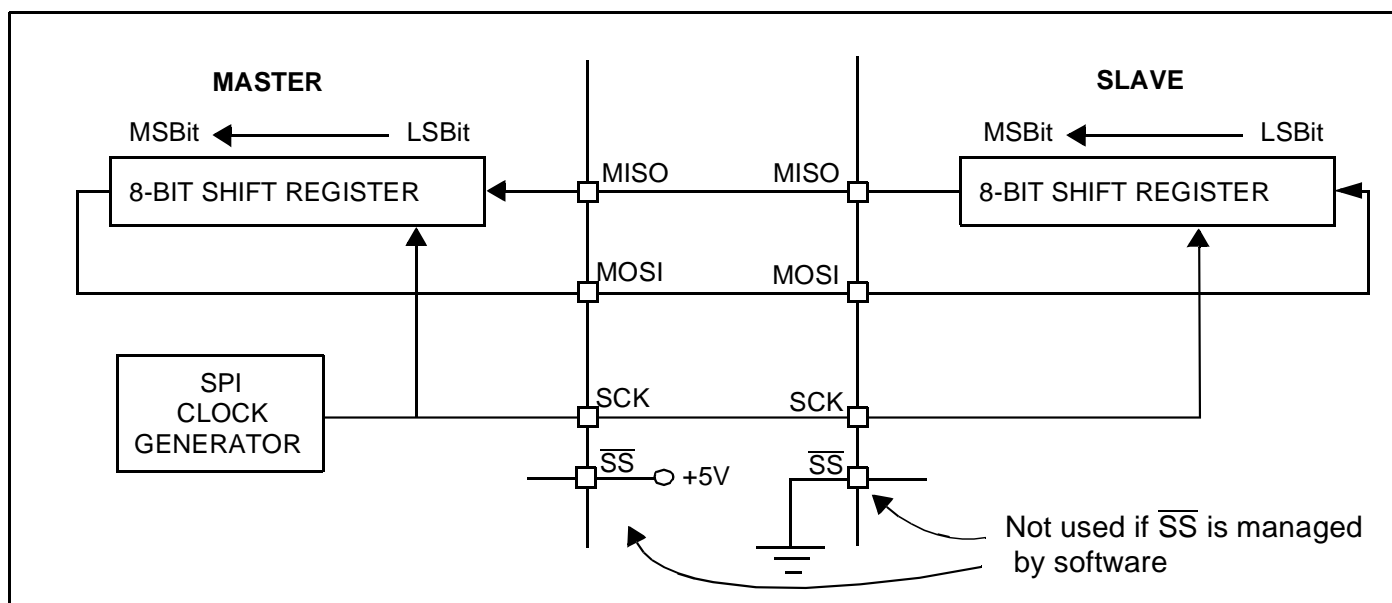 MASTER
SLAVE
MSBit
LSBit
MSBit
LSBit
8-BIT SHIFT REGISTER
MISO
MISO
8-BIT SHIFT REGISTER
MOSI
MOSI
SPI
CLOCK
GENERATOR
SCK
SCK
SS
+5V
SS
Not used if SS is managed
by software